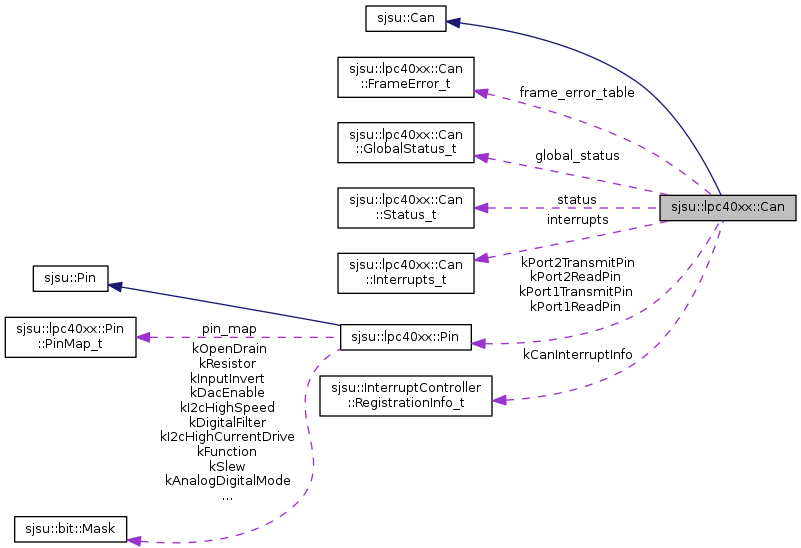 sjsu::Can
sjsu::lpc40xx::Can
::FrameError_t
frame_error_table
sjsu::lpc40xx::Can
::GlobalStatus_t
global_status
sjsu::lpc40xx::Can
::Status_t
status
sjsu::lpc40xx::Can
interrupts
sjsu::lpc40xx::Can
::Interrupts_t
kPort2TransmitPin
kPort2ReadPin
kPort1TransmitPin
kPort1ReadPin
sjsu::Pin
sjsu::lpc40xx::Pin
::PinMap_t
pin_map
sjsu::lpc40xx::Pin
kCanInterruptInfo
kOpenDrain
kResistor
kInputInvert
kDacEnable
kI2cHighSpeed
kDigitalFilter
kI2cHighCurrentDrive
kFunction
kSlew
kAnalogDigitalMode
...
sjsu::InterruptController
::RegistrationInfo_t
sjsu::bit::Mask